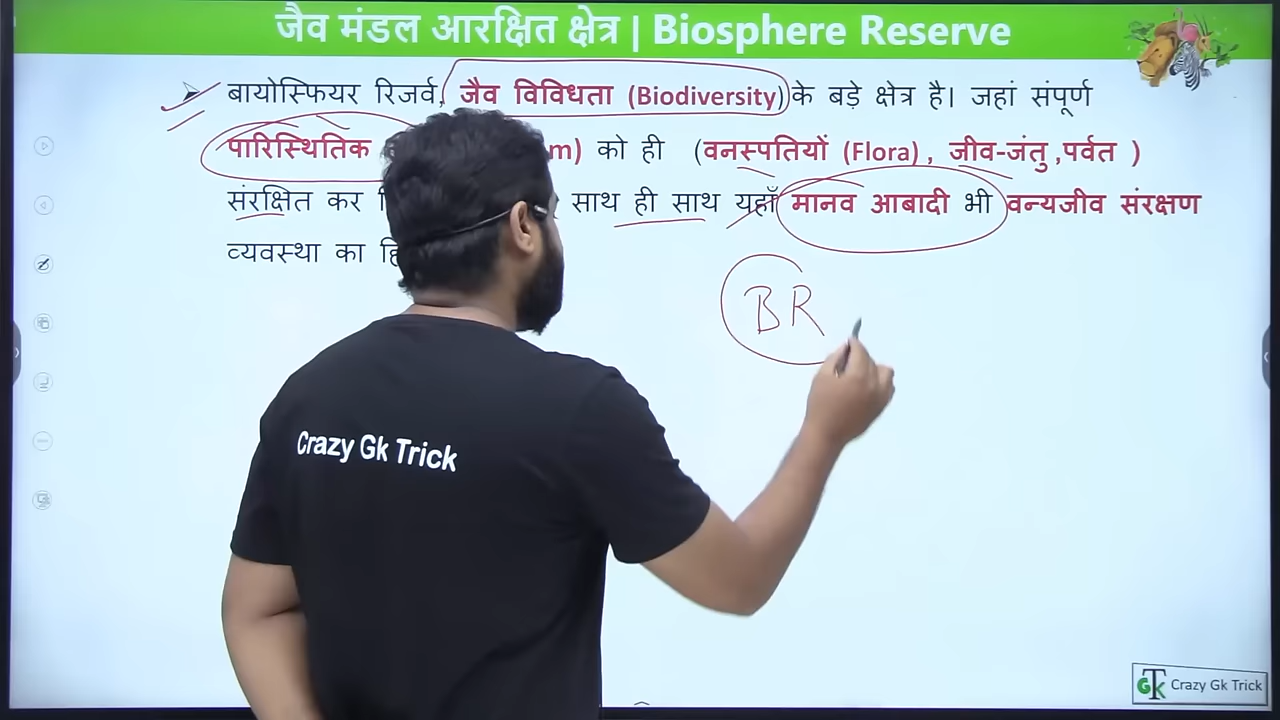 जैव मंडल आरक्षित क्षेत्र | Biosphere Reserve
बायोस्फियर रिजर्व, जैव विविधता (Biodiversity) के बड़े क्षेत्र है। जहां संपूर्ण
पारिस्थितिक m) को ही (वनस्पतियों (Flora) , जीव-जंतु ,पर्वत )
संरक्षित कर साथ ही साथ यहाँ मानव आबादी भी वन्यजीव संरक्षण
व्यवस्था का
BR
Crazy Gk Trick
GTK Crazy Gk Trick